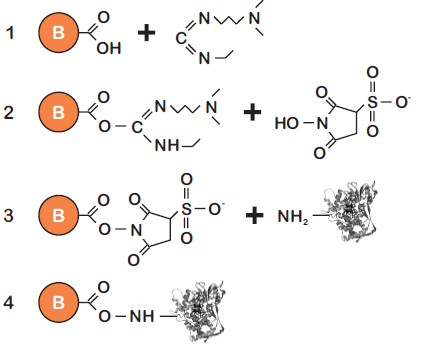 1 B O OH + C N N N
2 B O O C N N NH + HO N O O S O O O-
3 B O O N O O S O O O- + NH2
4 B O O NH